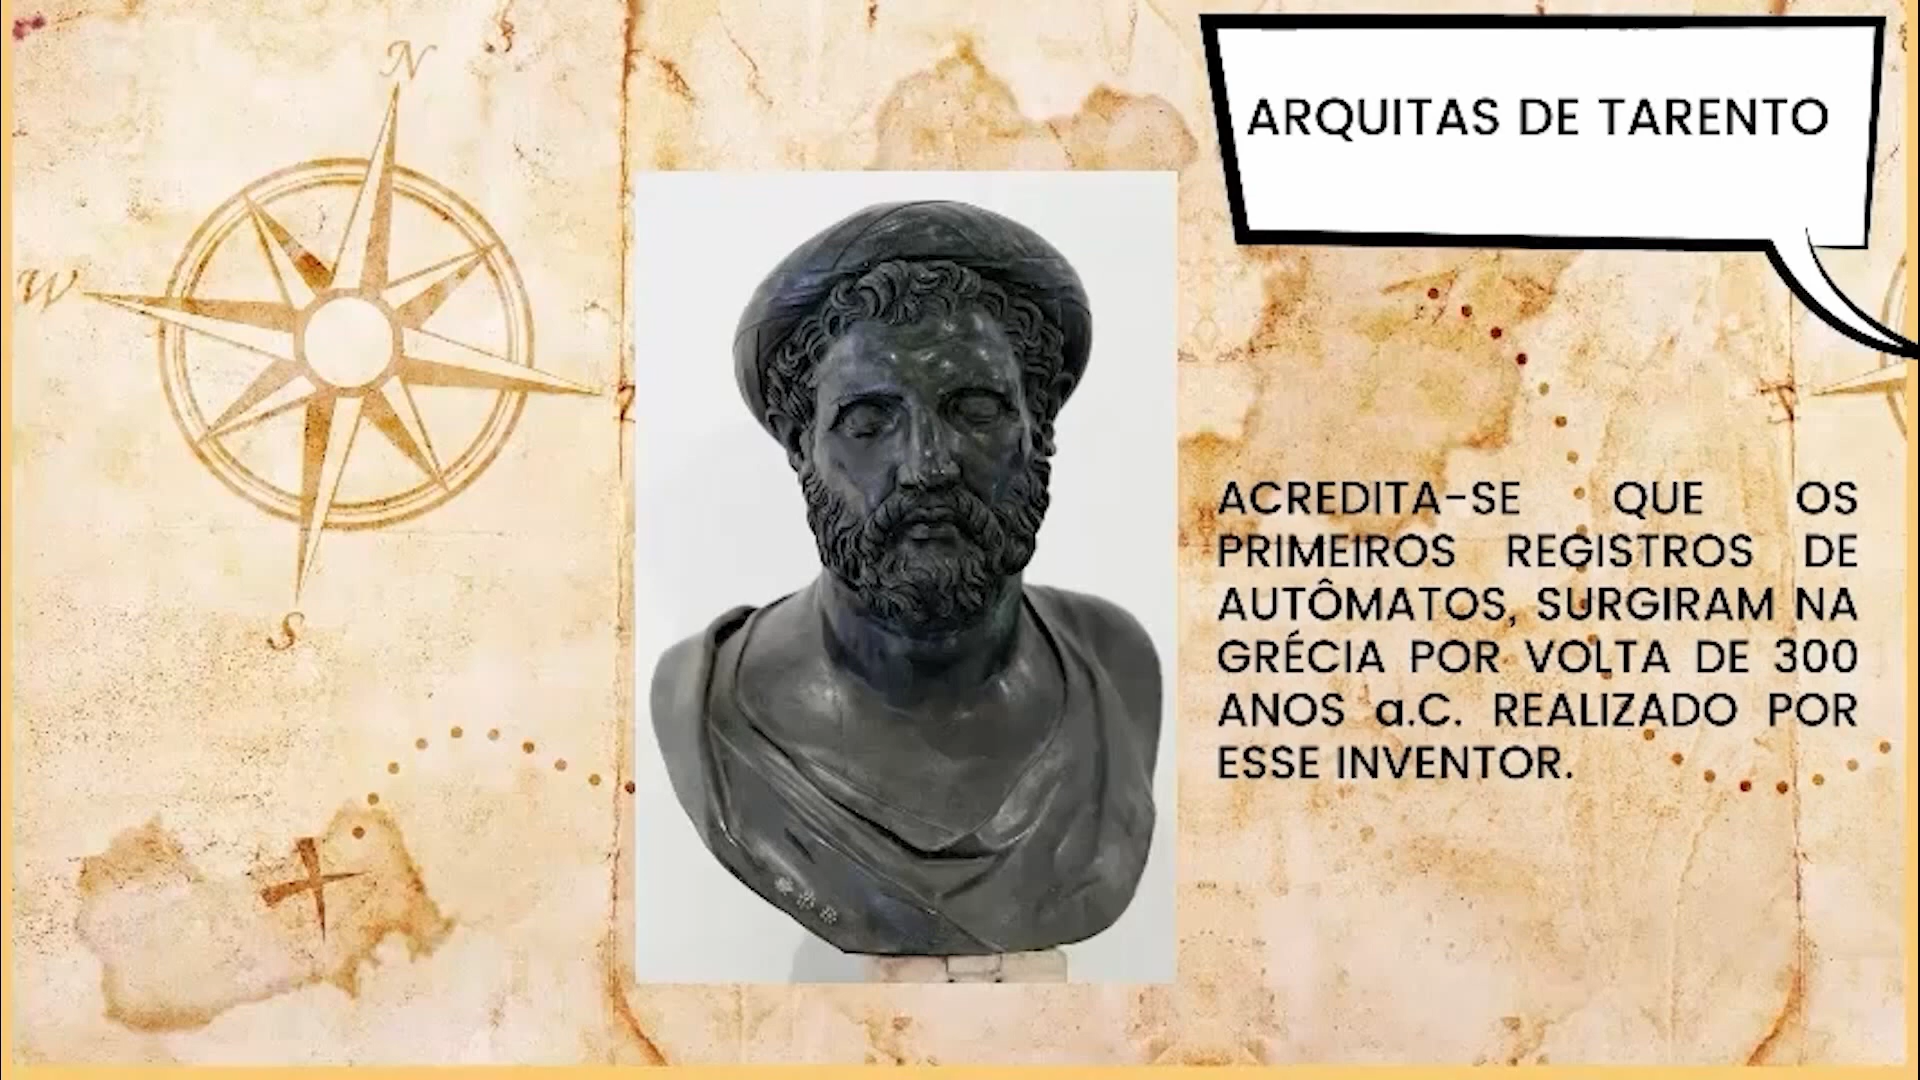 ARQUITAS DE TARENTO
N
W
S
ACREDITA-SE QUE OS
PRIMEIROS REGISTROS DE
AUTÔMATOS, SURGIRAM NA
GRÉCIA POR VOLTA DE 300
ANOS a.C. REALIZADO POR
ESSE INVENTOR.